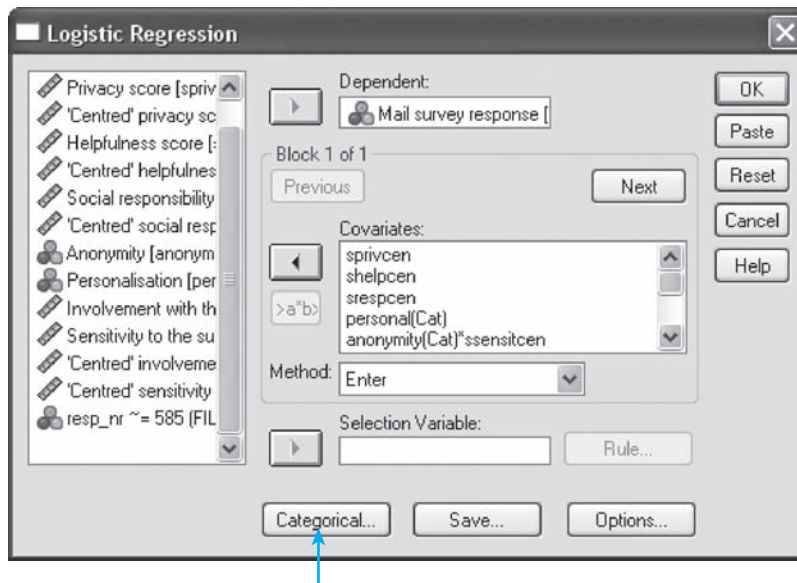 Logistic Regression
Privacy score [spriv
'Centred' privacy sc
Helpfulness score [
'Centred' helpfulnes
Social responsibility
'Centred' social resp
Anonymity [anonym
Personalisation [per
Involvement with th
Sensitivity to the su
'Centred' involveme
'Centred' sensitivity
resp_nr ~= 585 (FIL
Dependent:
Mail survey response [
Block 1 of 1
Previous
Next
Covariates:
sprivcen
shelpcen
srespcen
personal(Cat)
anonymity(Cat)*ssensitcen
>a*b>
Method:
Enter
Selection Variable:
Rule...
Categorical...
Save...
Options...
OK
Paste
Reset
Cancel
Help